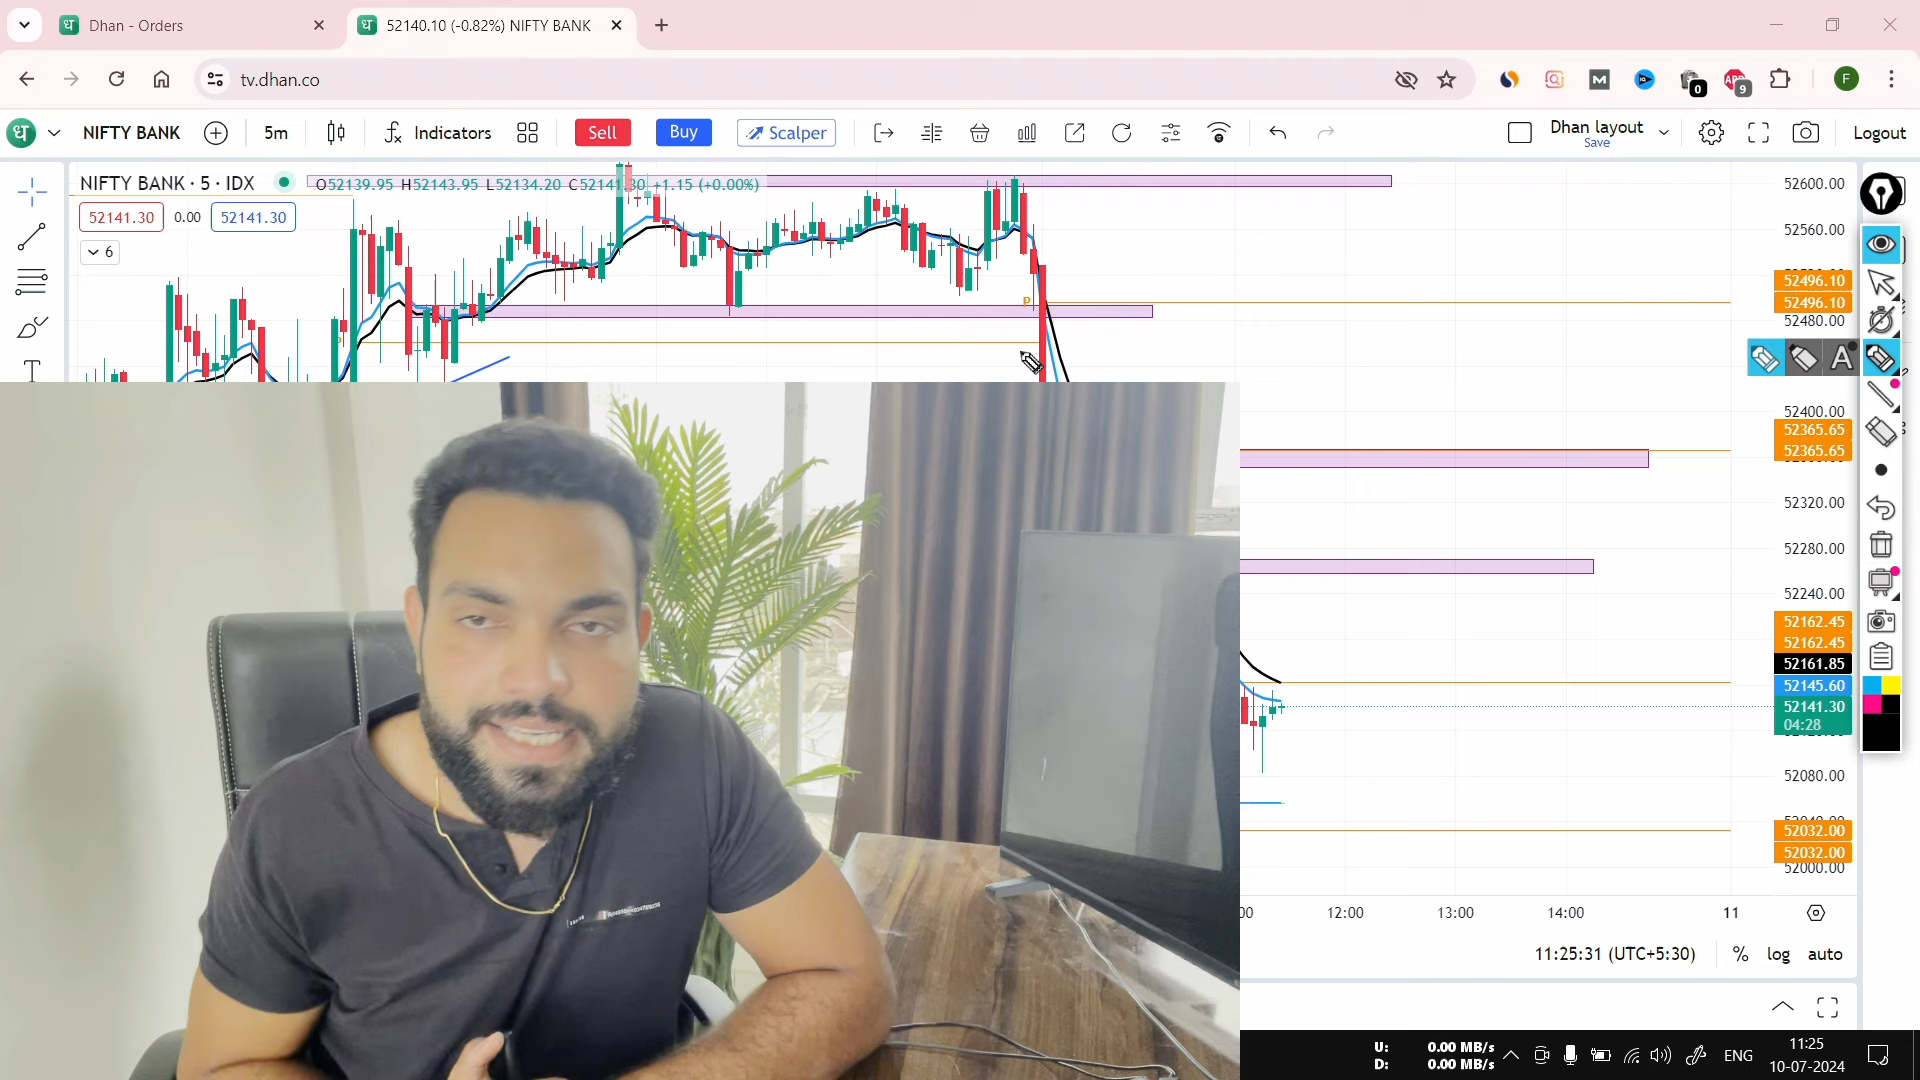 Dhan - Orders
52140.10 (-0.82%) NIFTY BANK
tv.dhan.co
M
0
ABP
9
F
ध
NIFTY BANK
5m
Indicators
Sell
Buy
Scalper
Dhan layout
Save
Logout
NIFTY BANK · 5 · IDX
O52139.95 H52143.95 L52134.20 C52141.30 +1.15 (+0.00%)
52141.30
0.00
52141.30
6
P
T
A
52600.00
52560.00
52496.10
52496.10
52480.00
52400.00
52365.65
52365.65
52320.00
52280.00
52240.00
52162.45
52162.45
52161.85
52145.60
52141.30
04:28
52080.00
52032.00
52032.00
52000.00
12:00
13:00
14:00
11
11:25:31 (UTC+5:30)
%
log
auto
U: 0.00 MB/s
D: 0.00 MB/s
ENG
11:25
10-07-2024